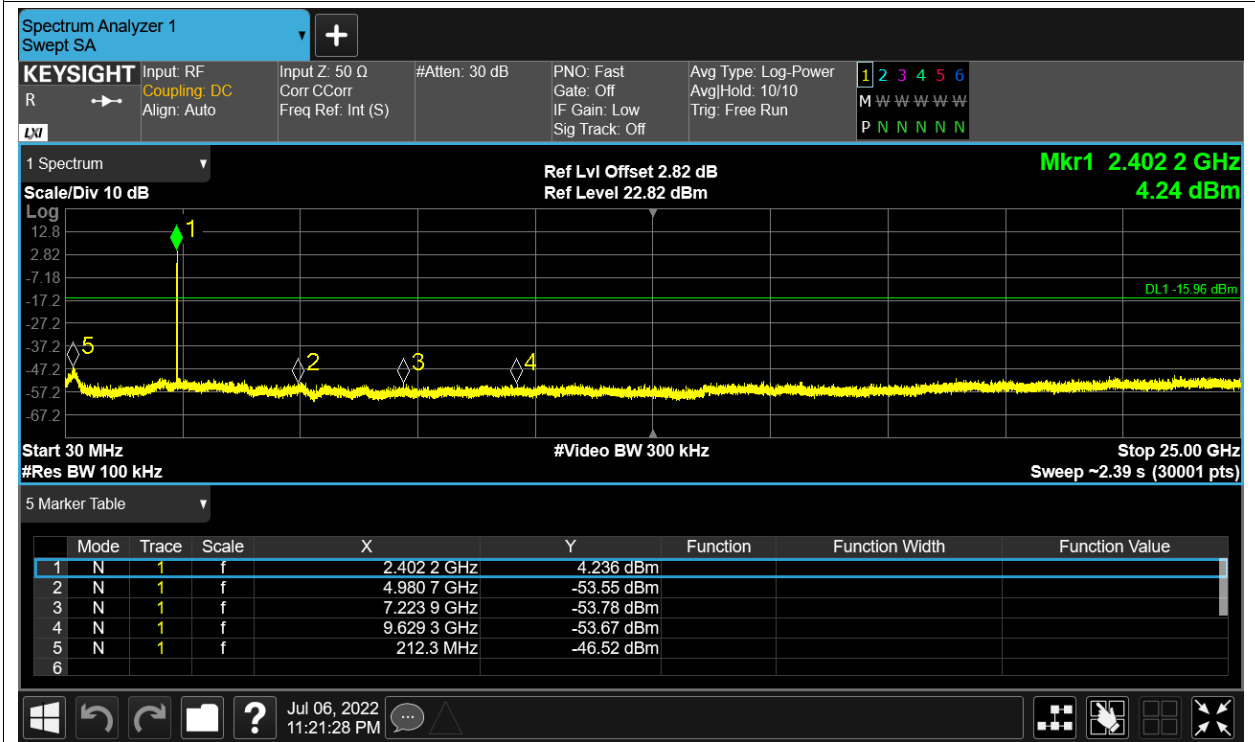 Spectrum Analyzer 1
Swept SA
+
KEYSIGHT Input: RF Input Z: 50 Ω #Atten: 30 dB PNO: Fast Avg Type: Log-Power 1 2 3 4 5 6
R Coupling: DC Corr CCorr Gate: Off Avg|Hold: 10/10 M W W W W W
Align: Auto Freq Ref: Int (S) IF Gain: Low Trig: Free Run
LXI Sig Track: Off P N N N N N
1 Spectrum Ref Lvl Offset 2.82 dB Mkr1 2.402 2 GHz
Scale/Div 10 dB Ref Level 22.82 dBm 4.24 dBm
Log
12.8 1
2.82
-7.18
DL1 -15.96 dBm
-17.2
-27.2
-37.2 5
-47.2 2 3 4
-57.2
-67.2
Start 30 MHz #Video BW 300 kHz Stop 25.00 GHz
#Res BW 100 kHz Sweep ~2.39 s (30001 pts)
5 Marker Table
Mode Trace Scale X Y Function Function Width Function Value
1 N 1 f 2.402 2 GHz 4.236 dBm
2 N 1 f 4.980 7 GHz -53.55 dBm
3 N 1 f 7.223 9 GHz -53.78 dBm
4 N 1 f 9.629 3 GHz -53.67 dBm
5 N 1 f 212.3 MHz -46.52 dBm
6
? Jul 06, 2022
11:21:28 PM